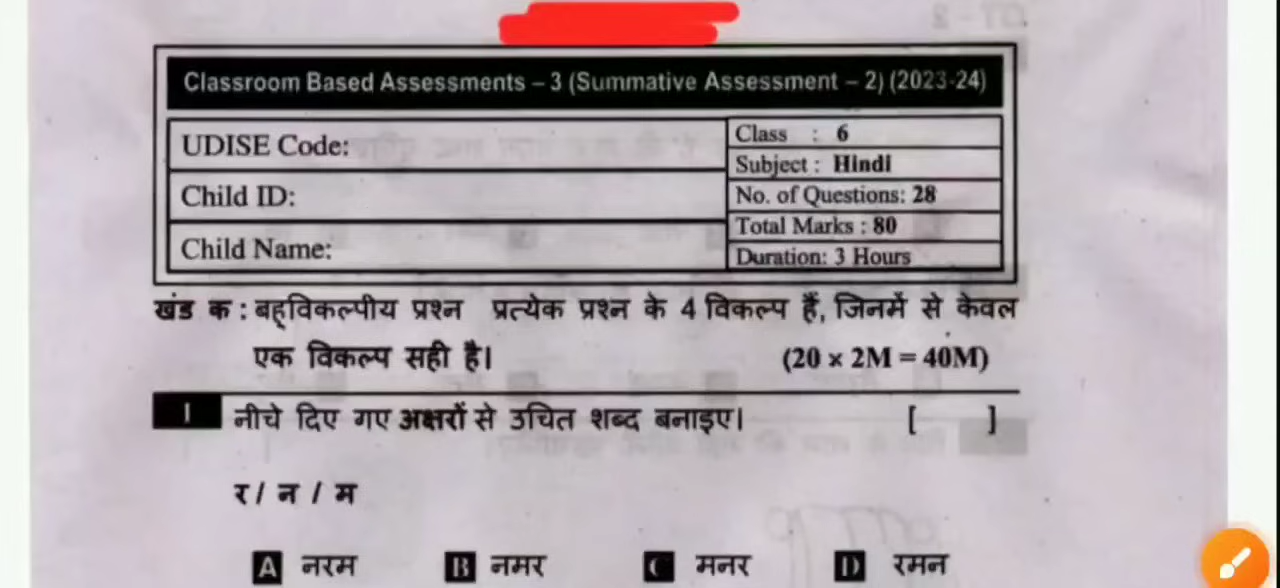 Classroom Based Assessments – 3 (Summative Assessment – 2) (2023-24)
UDISE Code:
Child ID:
Child Name:
Class : 6
Subject : Hindi
No. of Questions: 28
Total Marks : 80
Duration: 3 Hours
खंड क : बहुविकल्पीय प्रश्न प्रत्येक प्रश्न के 4 विकल्प हैं, जिनमें से केवल
एक विकल्प सही है। (20 x 2M = 40M)
1 नीचे दिए गए अक्षरों से उचित शब्द बनाइए। [ ]
र / न / म
A नरम B नमर C मनर D रमन